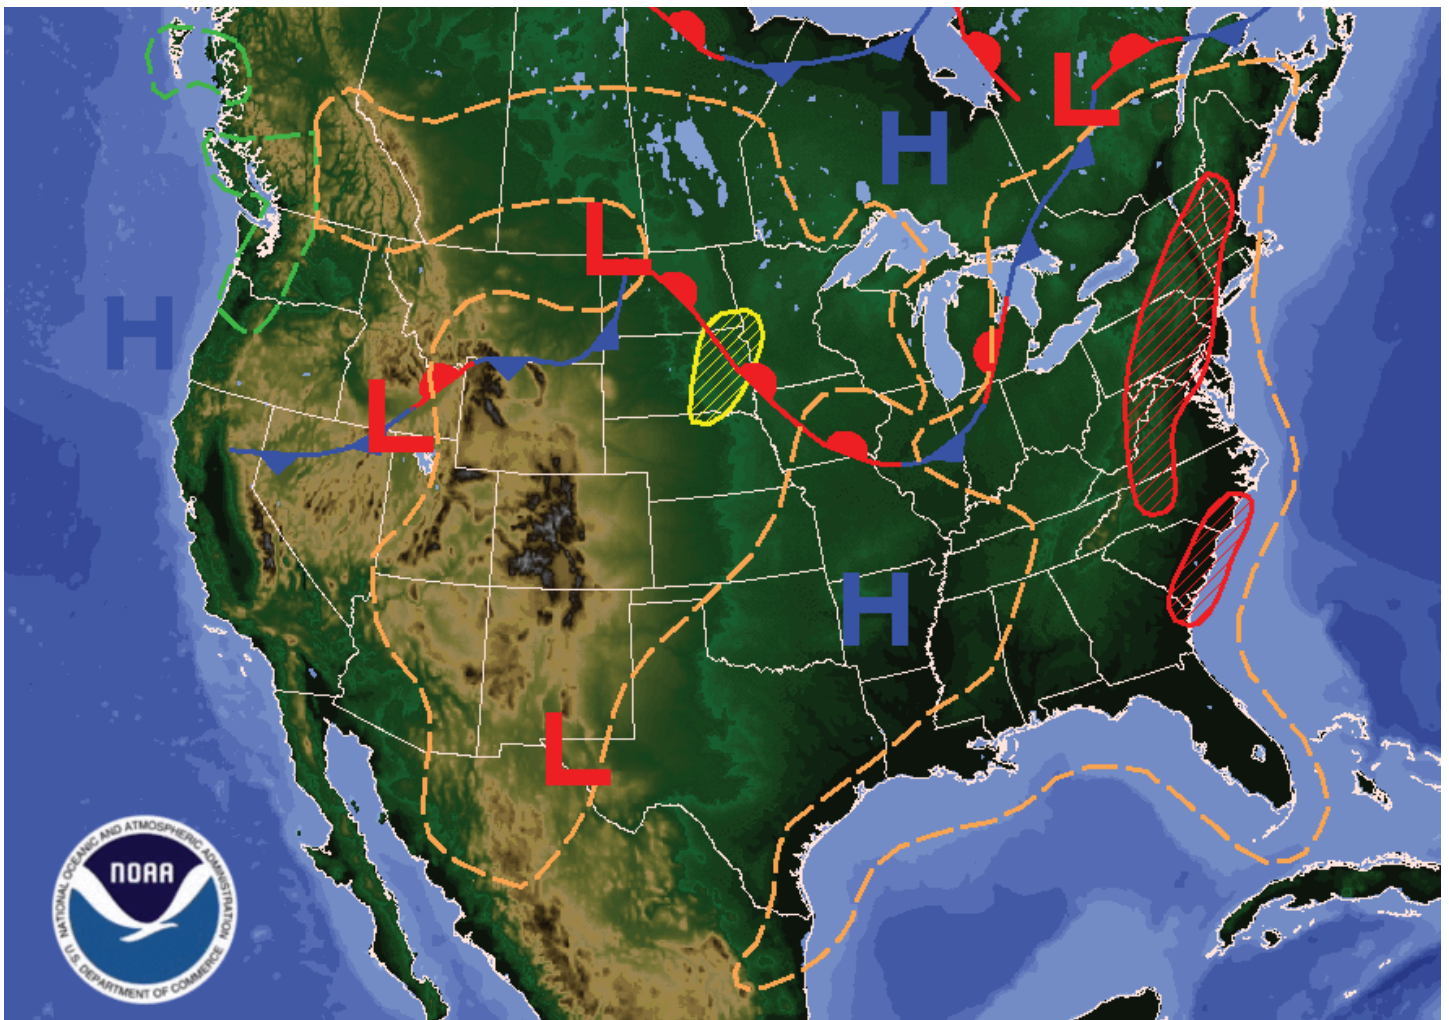 L
H
L
H
L
H
L
NATIONAL OCEANIC AND ATMOSPHERIC ADMINISTRATION
NOAA
U.S. DEPARTMENT OF COMMERCE